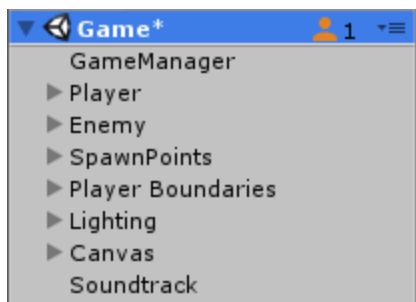 Game* 1
GameManager
Player
Enemy
SpawnPoints
Player Boundaries
Lighting
Canvas
Soundtrack